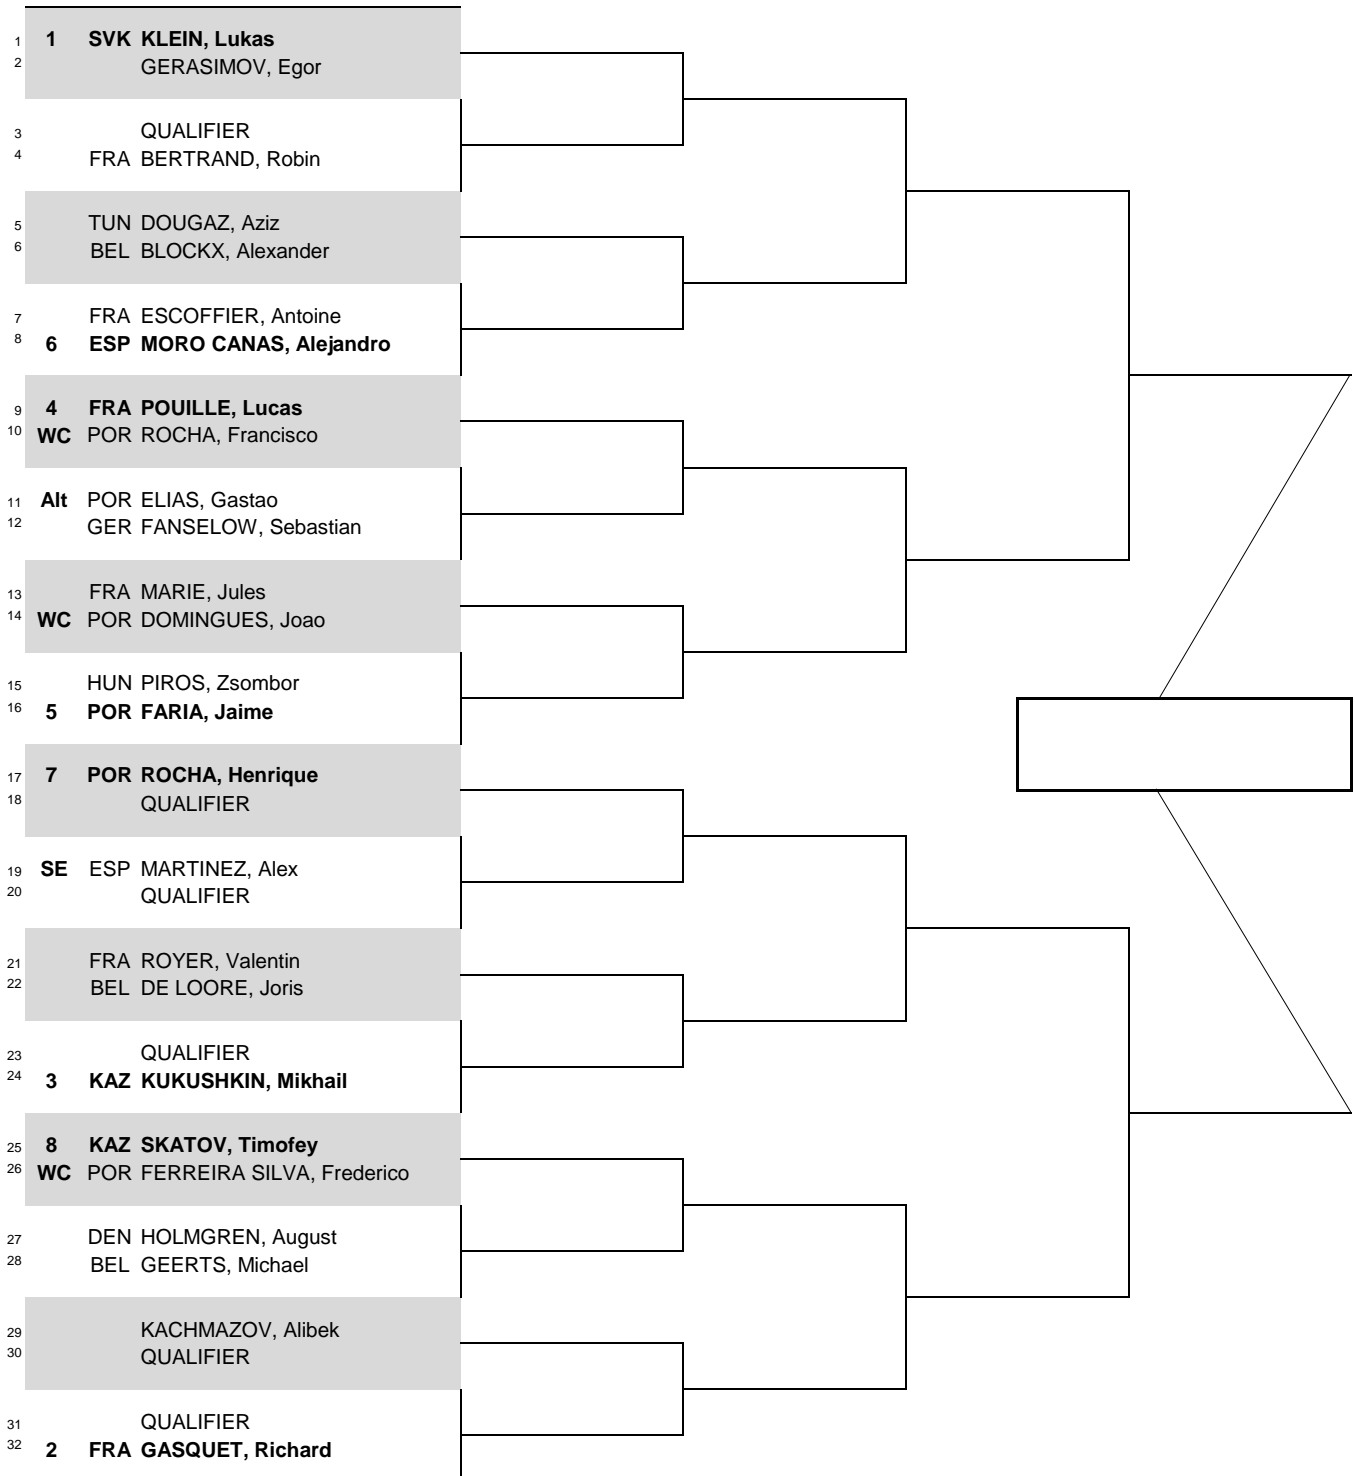 1 1 SVK KLEIN, Lukas
2 GERASIMOV, Egor
3 QUALIFIER
4 FRA BERTRAND, Robin
5 TUN DOUGAZ, Aziz
6 BEL BLOCKX, Alexander
7 FRA ESCOFFIER, Antoine
8 6 ESP MORO CANAS, Alejandro
9 4 FRA POUILLE, Lucas
10 WC POR ROCHA, Francisco
11 Alt POR ELIAS, Gastao
12 GER FANSELOW, Sebastian
13 FRA MARIE, Jules
14 WC POR DOMINGUES, Joao
15 HUN PIROS, Zsombor
16 5 POR FARIA, Jaime
17 7 POR ROCHA, Henrique
18 QUALIFIER
19 SE ESP MARTINEZ, Alex
20 QUALIFIER
21 FRA ROYER, Valentin
22 BEL DE LOORE, Joris
23 QUALIFIER
24 3 KAZ KUKUSHKIN, Mikhail
25 8 KAZ SKATOV, Timofey
26 WC POR FERREIRA SILVA, Frederico
27 DEN HOLMGREN, August
28 BEL GEERTS, Michael
29 KACHMAZOV, Alibek
30 QUALIFIER
31 QUALIFIER
32 2 FRA GASQUET, Richard